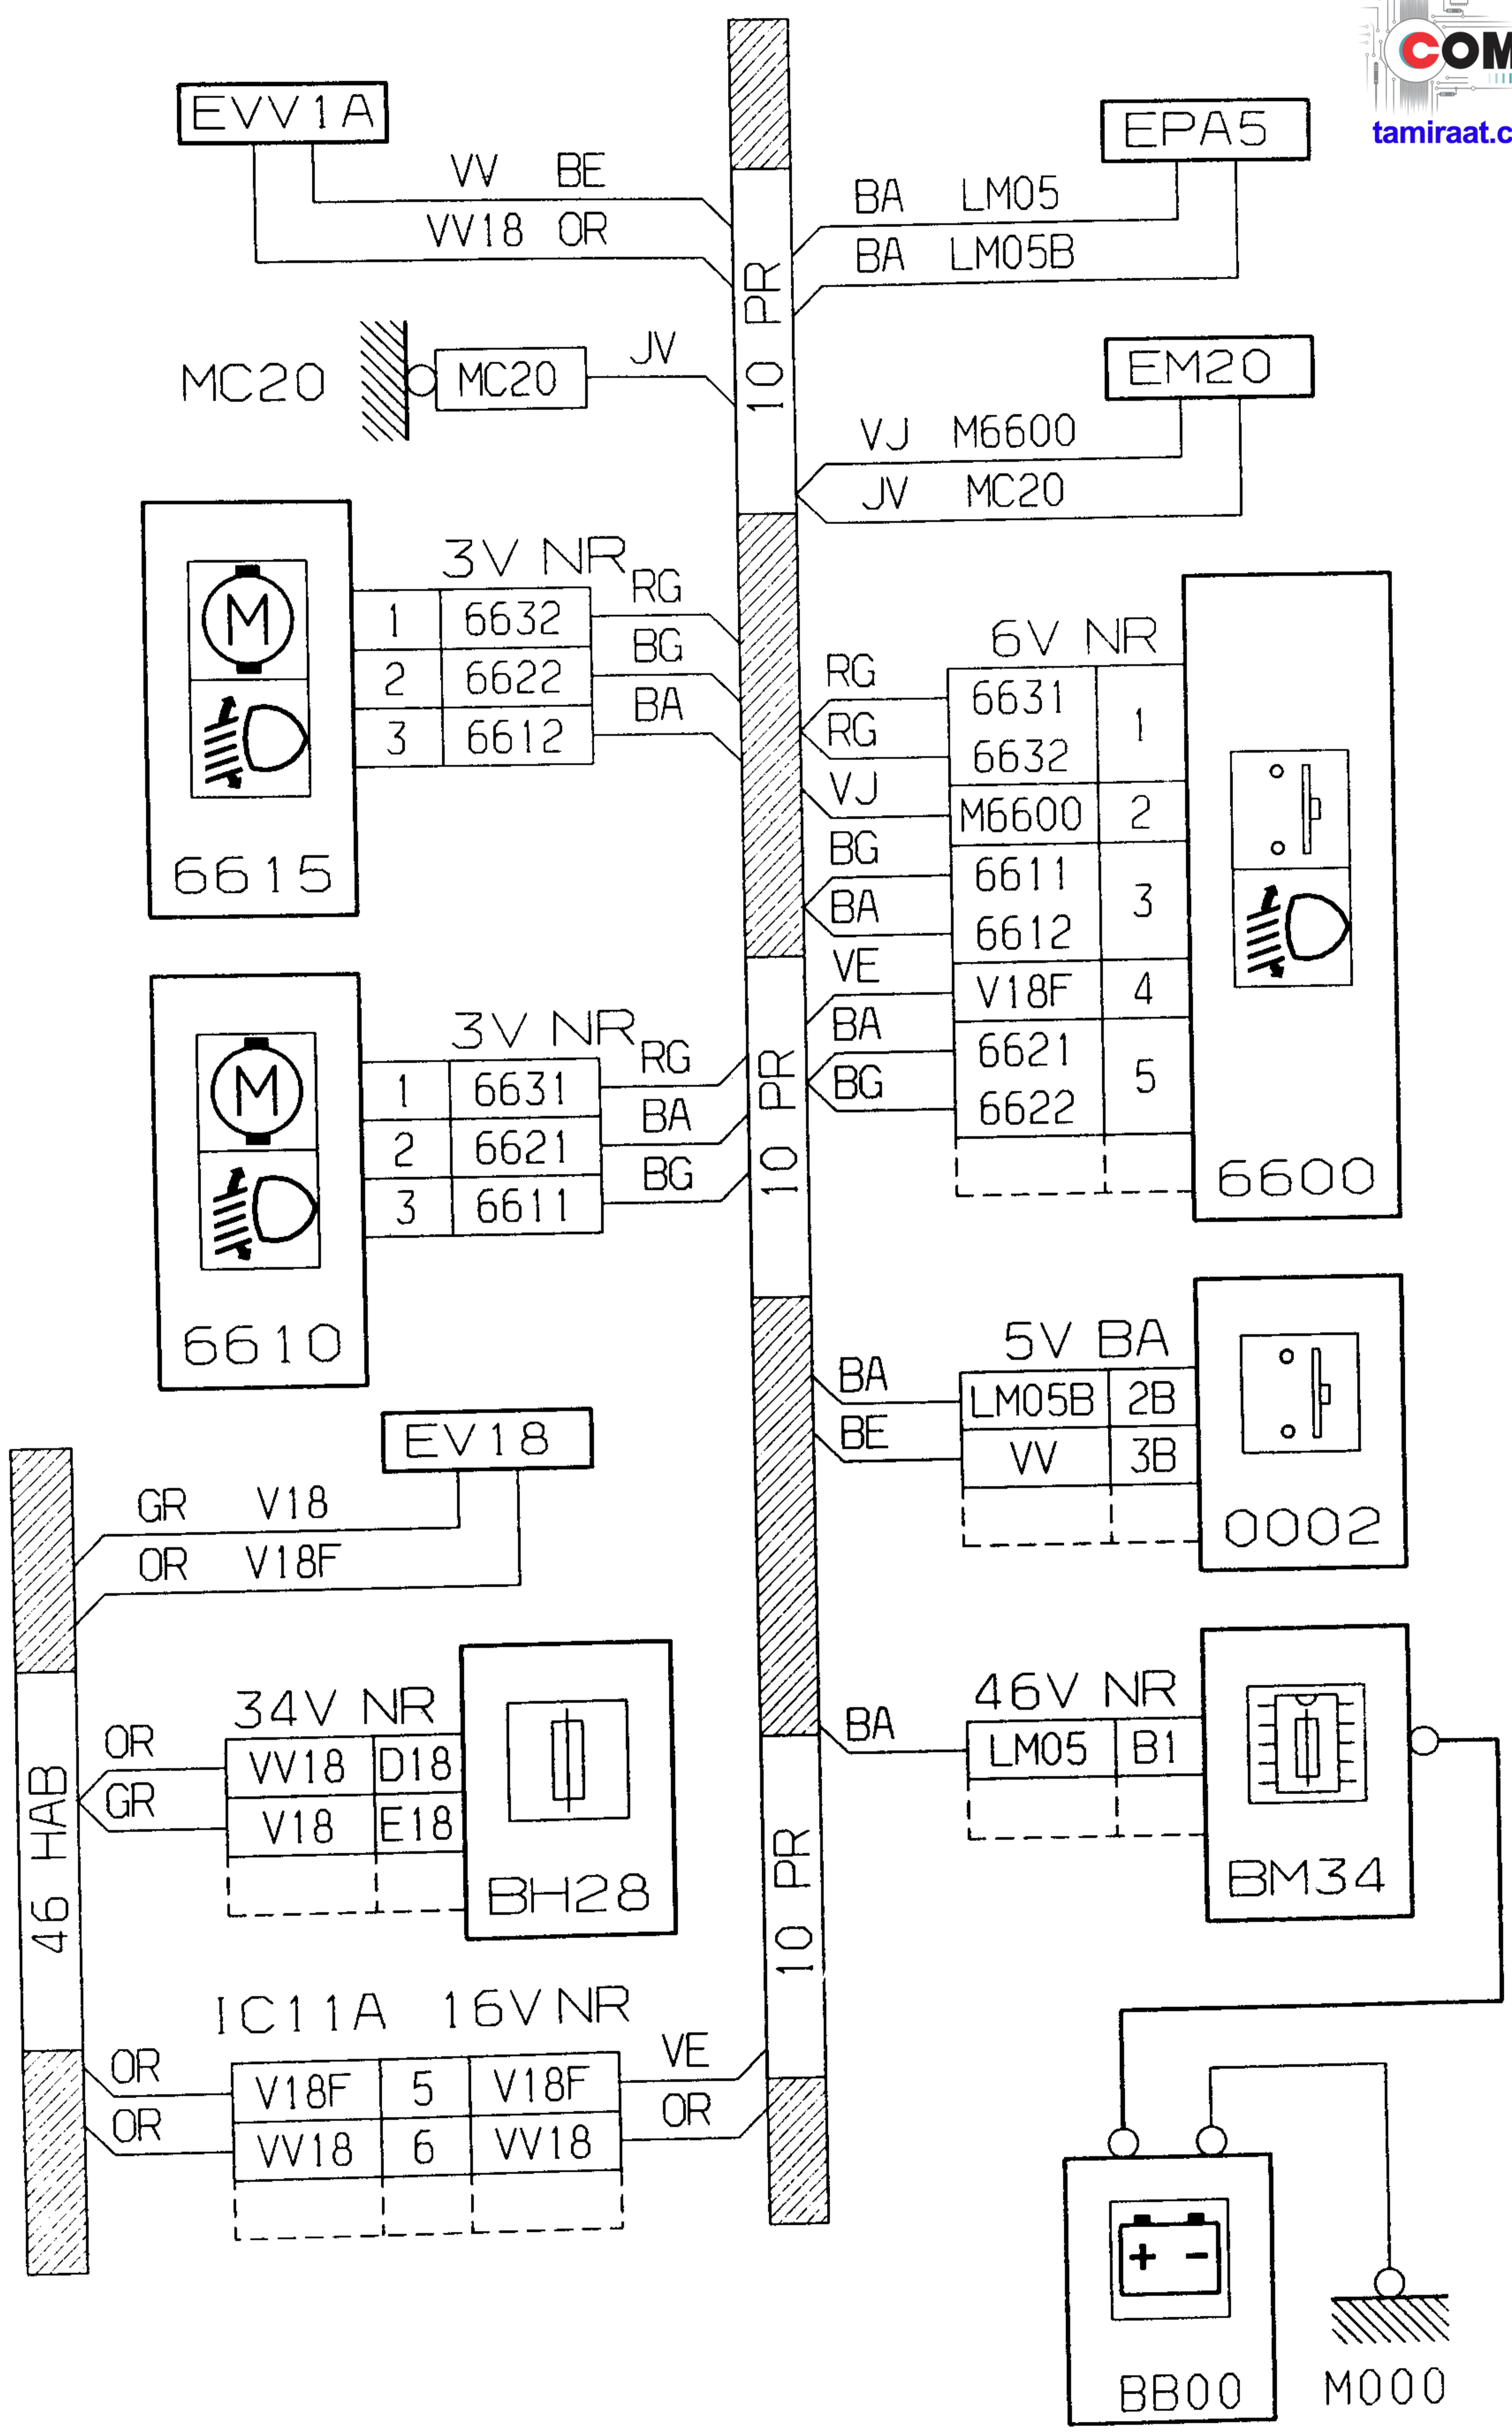 COM
tamiraat.c
EVV1A
VV BE
VV18 OR
EPA5
BA LM05
BA LM05B
10 PR
MC20
MC20
JV
EM20
VJ M6600
JV MC20
3V NR
1 6632 RG
2 6622 BG
3 6612 BA
6615
6V NR
RG 6631
RG 6632
1
VJ M6600 2
BG 6611
BA 6612
3
VE V18F 4
BA 6621
BG 6622
5
6600
3V NR
1 6631 RG
2 6621 BA
3 6611 BG
6610
10 PR
5V BA
BA LM05B 2B
BE VV 3B
0002
EV18
GR V18
OR V18F
34V NR
OR VV18 D18
GR V18 E18
BH28
46 HAB
46V NR
BA LM05 B1
BM34
10 PR
IC11A 16V NR
OR V18F 5 V18F VE
OR VV18 6 VV18 OR
+ -
BB00
M000
M
M